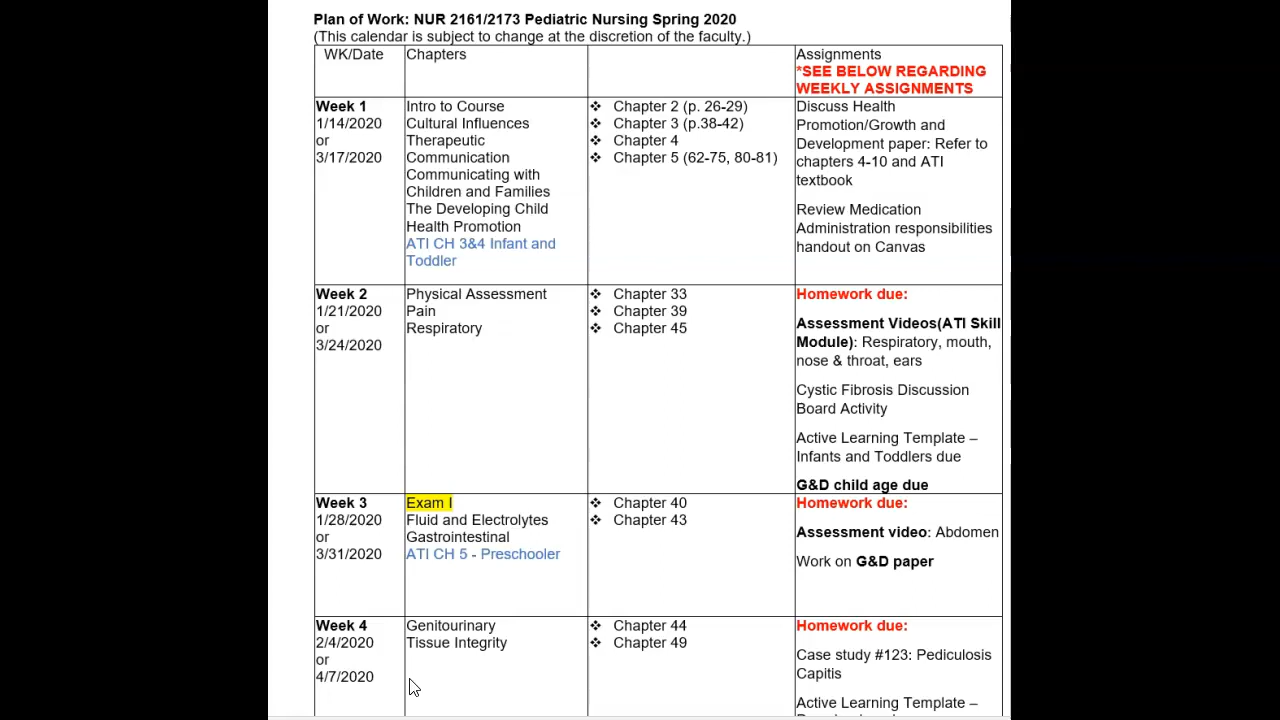 Plan of Work: NUR 2161/2173 Pediatric Nursing Spring 2020
(This calendar is subject to change at the discretion of the faculty.)
WK/Date
Chapters
Assignments
*SEE BELOW REGARDING
WEEKLY ASSIGNMENTS
Week 1
1/14/2020
or
3/17/2020
Intro to Course
Cultural Influences
Therapeutic
Communication
Communicating with
Children and Families
The Developing Child
Health Promotion
ATI CH 3&4 Infant and
Toddler
❖ Chapter 2 (p. 26-29)
❖ Chapter 3 (p.38-42)
❖ Chapter 4
❖ Chapter 5 (62-75, 80-81)
Discuss Health
Promotion/Growth and
Development paper: Refer to
chapters 4-10 and ATI
textbook
Review Medication
Administration responsibilities
handout on Canvas
Week 2
1/21/2020
or
3/24/2020
Physical Assessment
Pain
Respiratory
❖ Chapter 33
❖ Chapter 39
❖ Chapter 45
Homework due:
Assessment Videos(ATI Skill
Module): Respiratory, mouth,
nose & throat, ears
Cystic Fibrosis Discussion
Board Activity
Active Learning Template –
Infants and Toddlers due
G&D child age due
Week 3
1/28/2020
or
3/31/2020
Exam I
Fluid and Electrolytes
Gastrointestinal
ATI CH 5 - Preschooler
❖ Chapter 40
❖ Chapter 43
Homework due:
Assessment video: Abdomen
Work on G&D paper
Week 4
2/4/2020
or
4/7/2020
Genitourinary
Tissue Integrity
❖ Chapter 44
❖ Chapter 49
Homework due:
Case study #123: Pediculosis
Capitis
Active Learning Template –